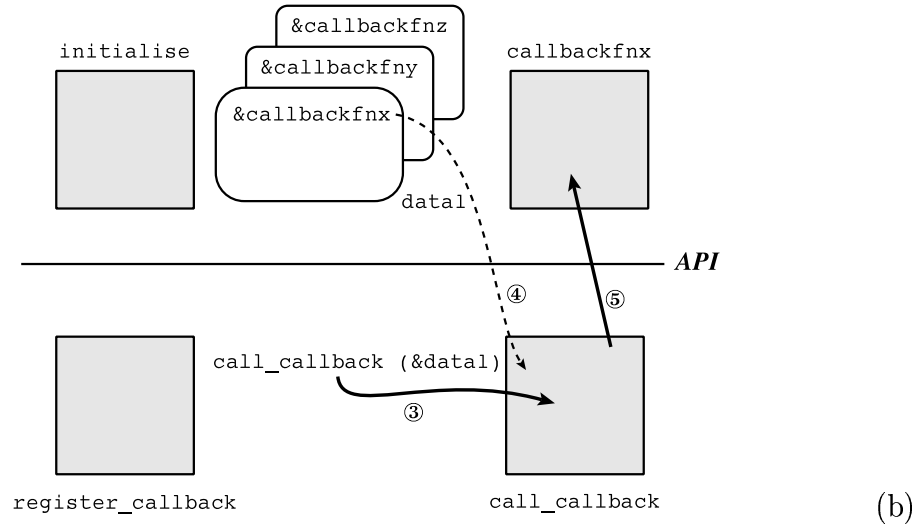 &callbackfnz
initialise
callbackfnx
&callbackfny
&callbackfnx
datal
API
④
⑤
call_callback (&datal)
③
register_callback
call_callback
(b)